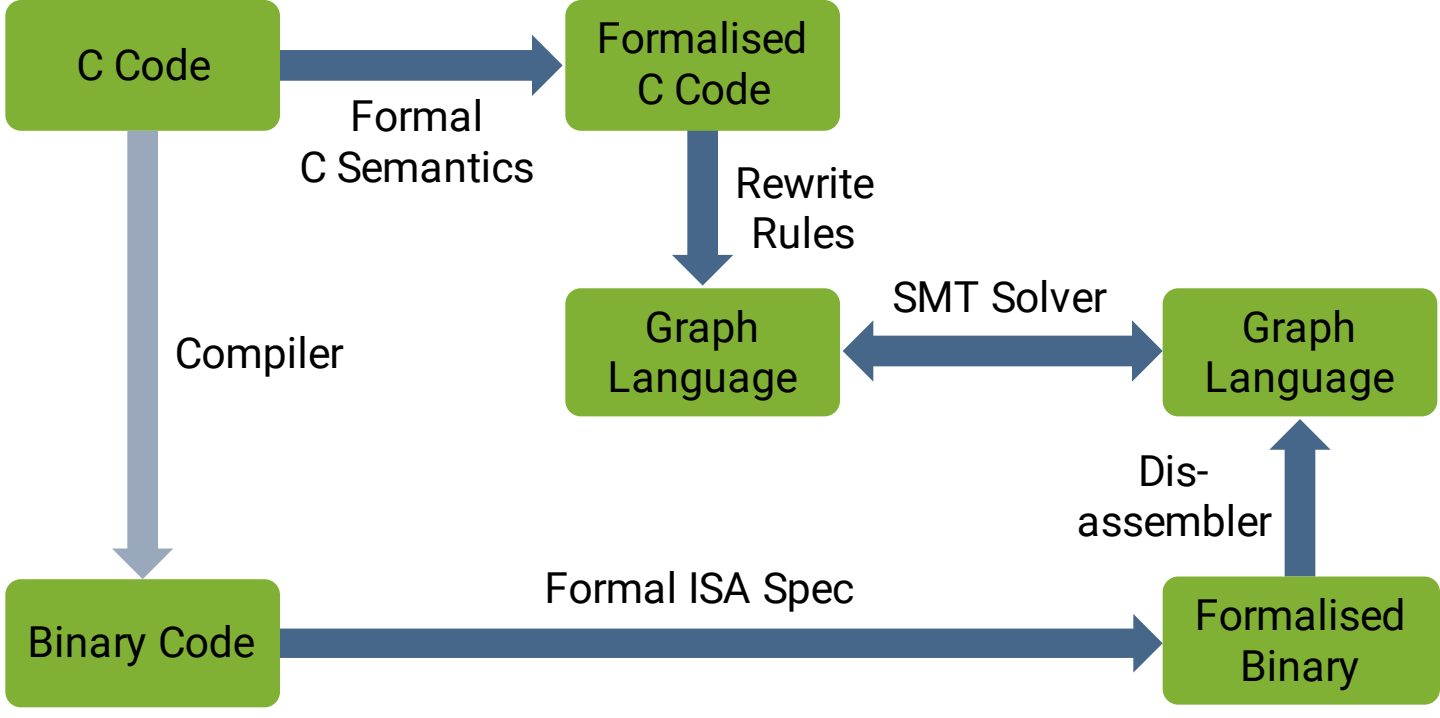 C Code
Formalised
C Code
Formal
C Semantics
Rewrite
Rules
SMT Solver
Graph
Language
Graph
Language
Compiler
Dis-
assembler
Formal ISA Spec
Binary Code
Formalised
Binary